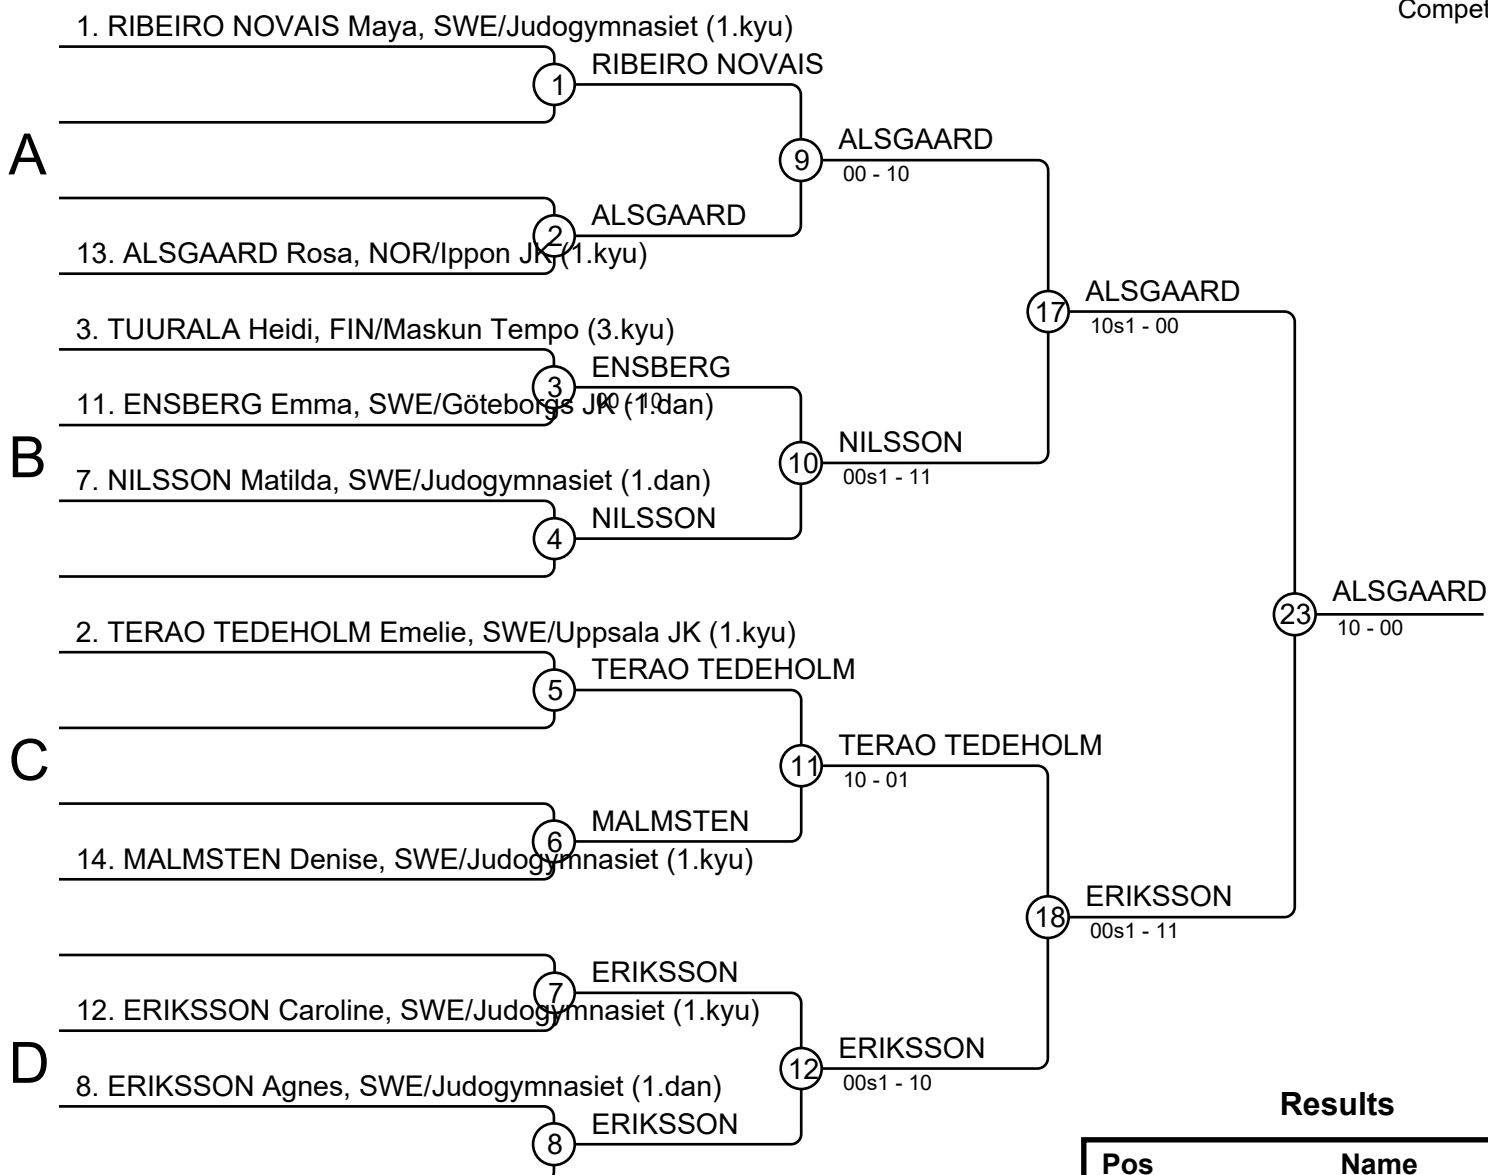 Compet
1. RIBEIRO NOVAIS Maya, SWE/Judogymnasiet (1.kyu)
RIBEIRO NOVAIS
1
ALSGAARD
A
9
00 - 10
ALSGAARD
2
13. ALSGAARD Rosa, NOR/Ippon JK (1.kyu)
ALSGAARD
17
10s1 - 00
3. TUURALA Heidi, FIN/Maskun Tempo (3.kyu)
ENSBERG
3
00 - 10
11. ENSBERG Emma, SWE/Göteborgs JK (1.dan)
NILSSON
B
10
00s1 - 11
7. NILSSON Matilda, SWE/Judogymnasiet (1.dan)
NILSSON
4
ALSGAARD
23
10 - 00
2. TERAO TEDEHOLM Emelie, SWE/Uppsala JK (1.kyu)
TERAO TEDEHOLM
5
TERAO TEDEHOLM
C
11
10 - 01
MALMSTEN
6
14. MALMSTEN Denise, SWE/Judogymnasiet (1.kyu)
ERIKSSON
18
00s1 - 11
ERIKSSON
7
12. ERIKSSON Caroline, SWE/Judogymnasiet (1.kyu)
ERIKSSON
D
12
00s1 - 10
8. ERIKSSON Agnes, SWE/Judogymnasiet (1.dan)
ERIKSSON
8
Results
Pos Name